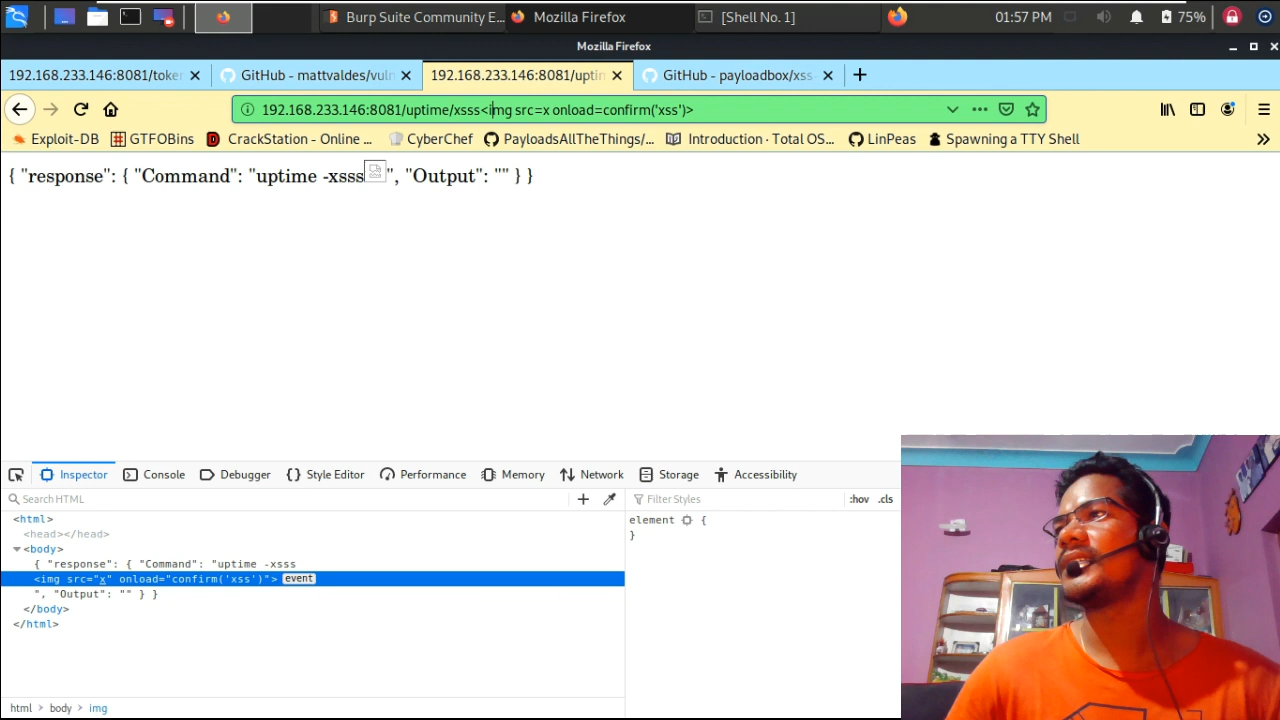 Burp Suite Community E...
Mozilla Firefox
[Shell No. 1]
01:57 PM
75%
Mozilla Firefox
192.168.233.146:8081/toke
GitHub - mattvaldes/vuln
192.168.233.146:8081/uptin
GitHub - payloadbox/xss-
192.168.233.146:8081/uptime/xsss<img src=x onload=confirm('xss')>
Exploit-DB
GTFOBins
CrackStation - Online ...
CyberChef
PayloadsAllTheThings/...
Introduction : Total OS...
LinPeas
Spawning a TTY Shell
{ "response": { "Command": "uptime -xsss", "Output": "" } }
Inspector
Console
Debugger
Style Editor
Performance
Memory
Network
Storage
Accessibility
Search HTML
Filter Styles
:hov .cls
<html>
<head></head>
<body>
{ "response": { "Command": "uptime -xsss
<img src="x" onload="confirm('xss')"> event
", "Output": "" } }
</body>
</html>
element {
}
html > body > img